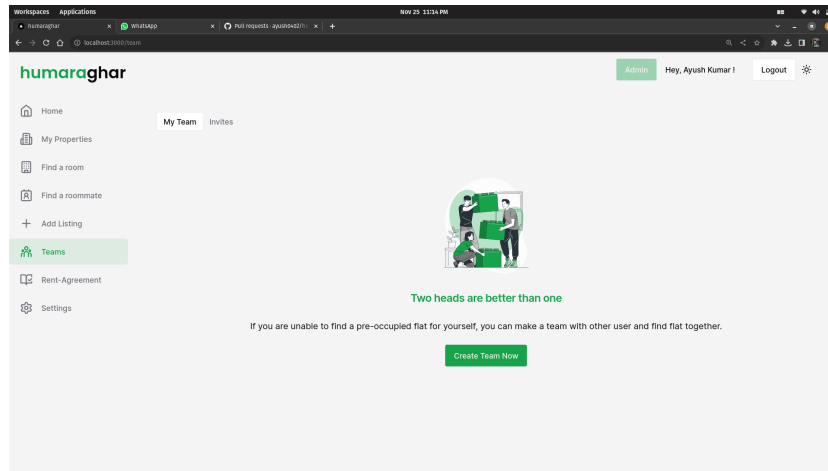 Workspaces Applications Nov 25 11:14 PM
humaraghar WhatsApp Pull requests · ayush0402/h
localhost:3000/team
humaraghar Admin Hey, Ayush Kumar ! Logout
Home
My Team Invites
My Properties
Find a room
Find a roommate
Add Listing
Teams
Rent-Agreement
Settings
Two heads are better than one
If you are unable to find a pre-occupied flat for yourself, you can make a team with other user and find flat together.
Create Team Now